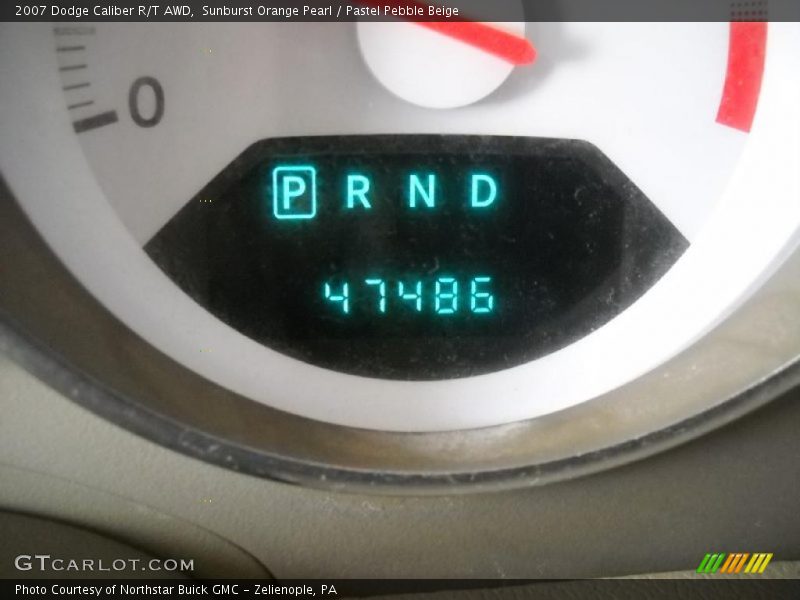 2007 Dodge Caliber R/T AWD, Sunburst Orange Pearl / Pastel Pebble Beige
0
P R N D
47486
GTCARLOT.COM
Photo Courtesy of Northstar Buick GMC - Zelienople, PA